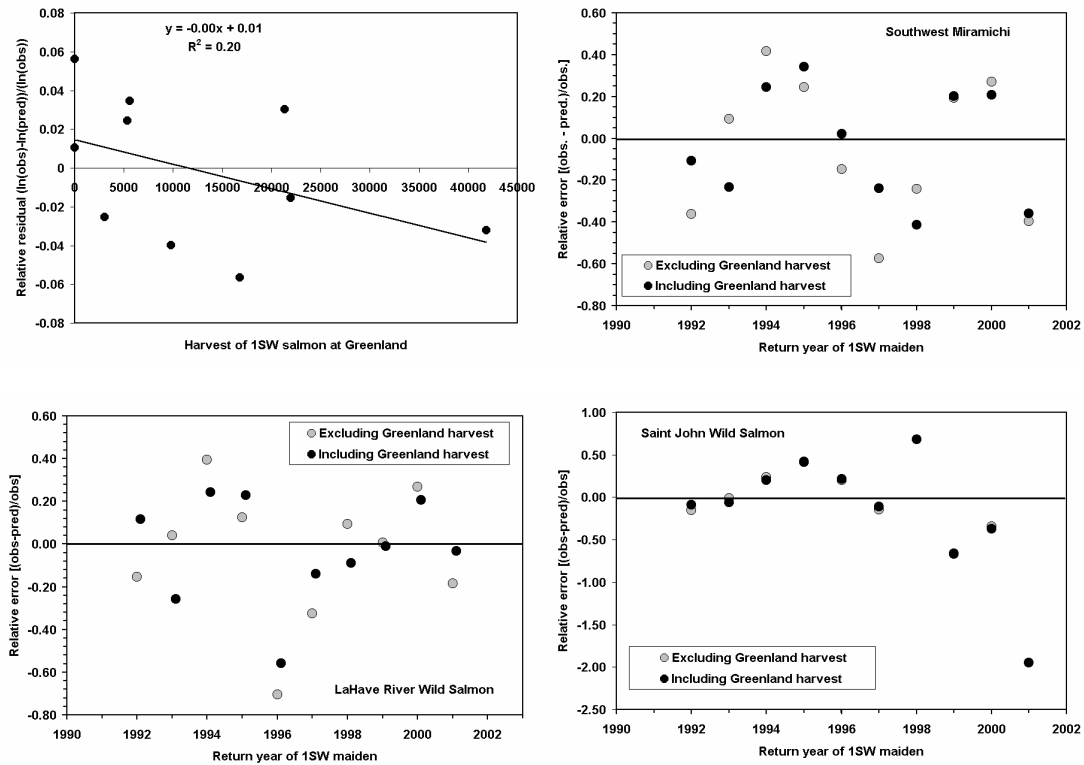 y = -0.00x + 0.01
R2 = 0.20
0.08
0.06
0.04
0.02
0
-0.02
-0.04
-0.06
-0.08
0 5000 10000 15000 20000 25000 30000 35000 40000 45000
Relative residual (ln(obs)-ln(pred))/(ln(obs))
Harvest of 1SW salmon at Greenland
Southwest Miramichi
0.60
0.40
0.20
0.00
-0.20
-0.40
-0.60
-0.80
Relative error [(obs. - pred.)/obs.]
Excluding Greenland harvest
Including Greenland harvest
1990 1992 1994 1996 1998 2000 2002
Return year of 1SW maiden
0.60
0.40
0.20
0.00
-0.20
-0.40
-0.60
-0.80
Relative error [(obs-pred)/obs]
Excluding Greenland harvest
Including Greenland harvest
LaHave River Wild Salmon
1990 1992 1994 1996 1998 2000 2002
Return year of 1SW maiden
Saint John Wild Salmon
1.00
0.50
0.00
-0.50
-1.00
-1.50
-2.00
-2.50
Relative error [(obs-pred)/obs]
Excluding Greenland harvest
Including Greenland harvest
1990 1992 1994 1996 1998 2000 2002
Return year of 1SW maiden